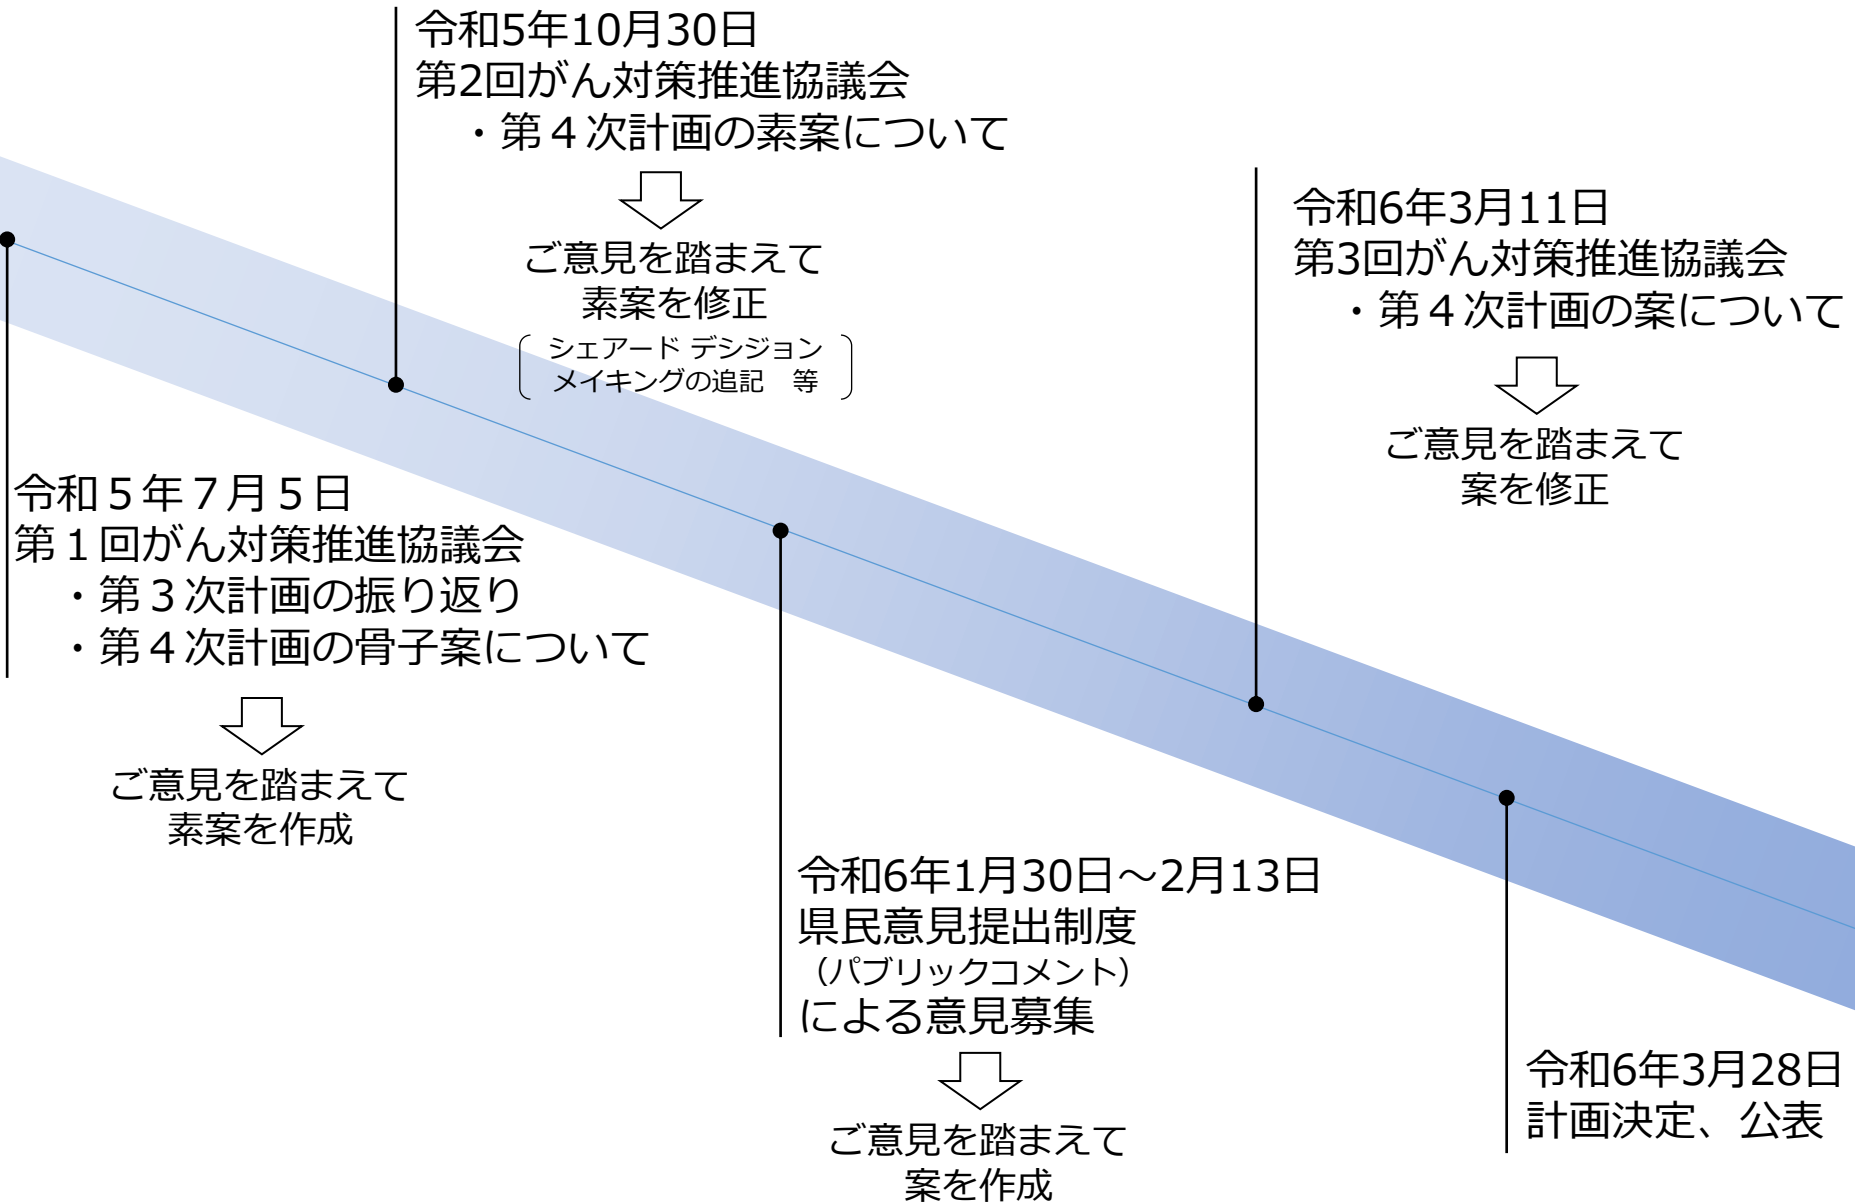 令和５年７月５日
第１回がん対策推進協議会
・第３次計画の振り返り
・第４次計画の骨子案について
ご意見を踏まえて
素案を作成
令和5年10月30日
第2回がん対策推進協議会
・第４次計画の素案について
ご意見を踏まえて
素案を修正
シェアード デシジョン
メイキングの追記　等
令和6年1月30日～2月13日
県民意見提出制度
（パブリックコメント）
による意見募集
ご意見を踏まえて
案を作成
令和6年3月11日
第3回がん対策推進協議会
・第４次計画の案について
ご意見を踏まえて
案を修正
令和6年3月28日
計画決定、公表